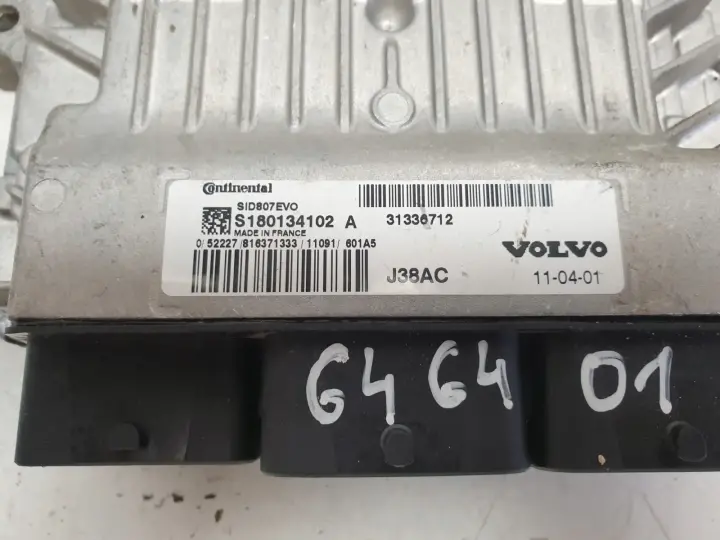 Continental
SID807EVO
S180134102 A
MADE IN FRANCE
0/52227/816371333/11091/601A5
31336712
VOLVO
J38AC
11-04-01
64 64 01